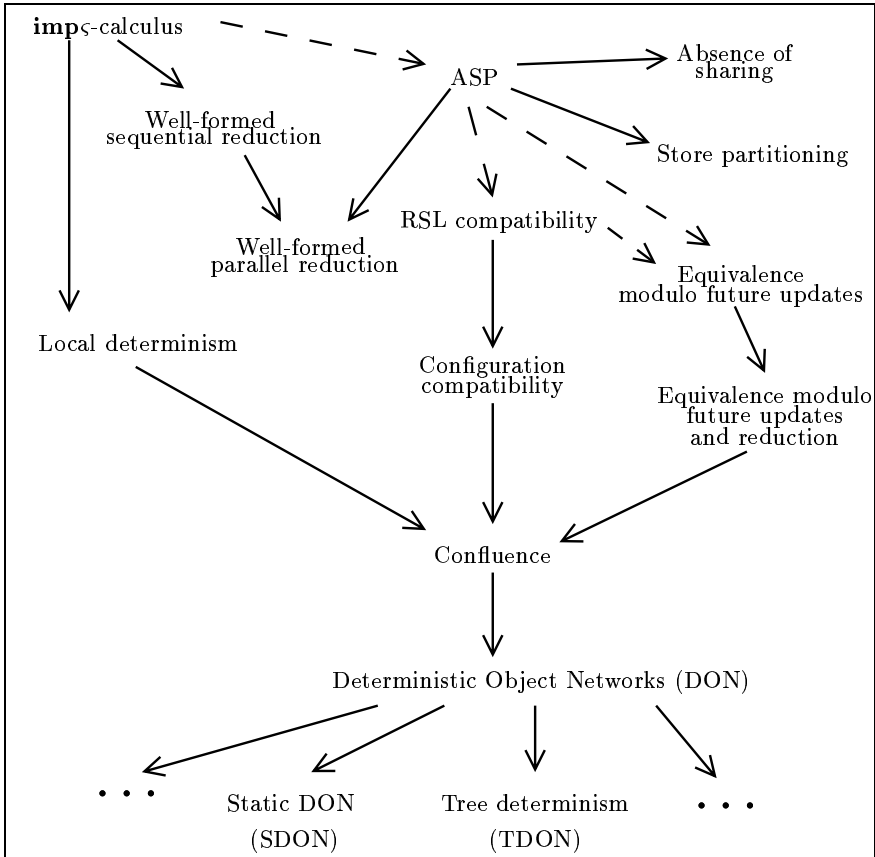 impς-calculus
ASP
Absence of
sharing
Well-formed
sequential reduction
Store partitioning
RSL compatibility
Well-formed
parallel reduction
Equivalence
modulo future updates
Local determinism
Configuration
compatibility
Equivalence modulo
future updates
and reduction
Confluence
Deterministic Object Networks (DON)
. . .
Static DON
(SDON)
Tree determinism
(TDON)
. . .